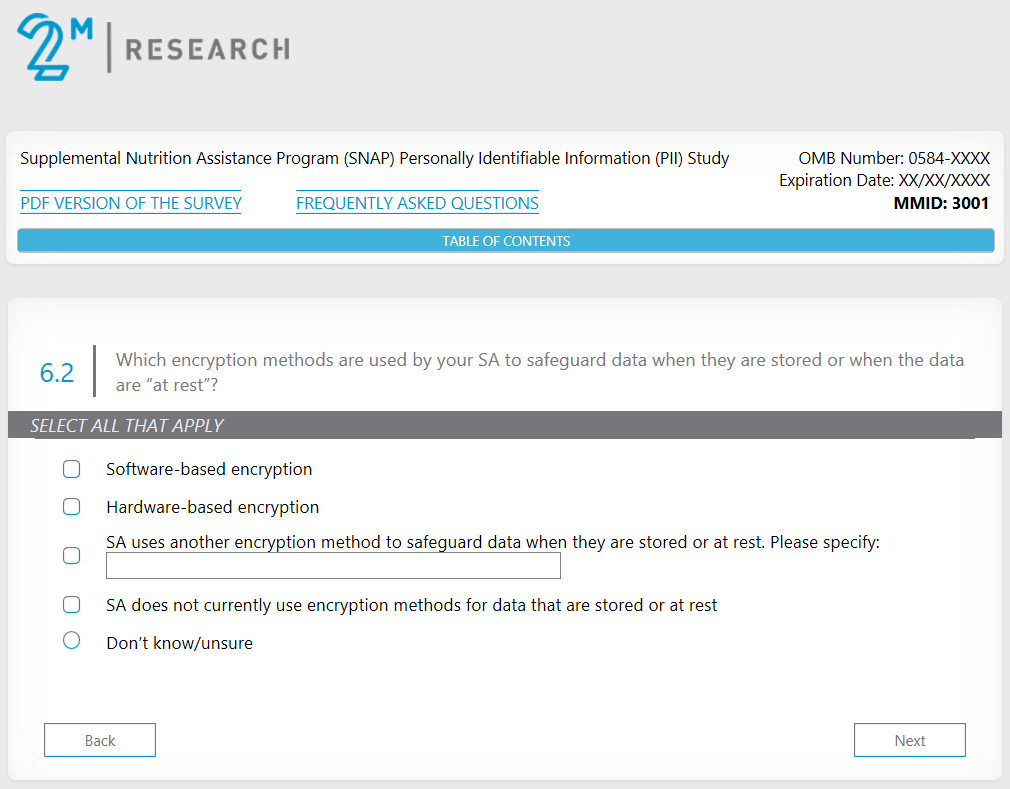 2M | RESEARCH
Supplemental Nutrition Assistance Program (SNAP) Personally Identifiable Information (PII) Study
OMB Number: 0584-XXXX
Expiration Date: XX/XX/XXXX
PDF VERSION OF THE SURVEY
FREQUENTLY ASKED QUESTIONS
MMID: 3001
TABLE OF CONTENTS
6.2
Which encryption methods are used by your SA to safeguard data when they are stored or when the data
are “at rest”?
SELECT ALL THAT APPLY
Software-based encryption
Hardware-based encryption
SA uses another encryption method to safeguard data when they are stored or at rest. Please specify:
SA does not currently use encryption methods for data that are stored or at rest
Don’t know/unsure
Back
Next